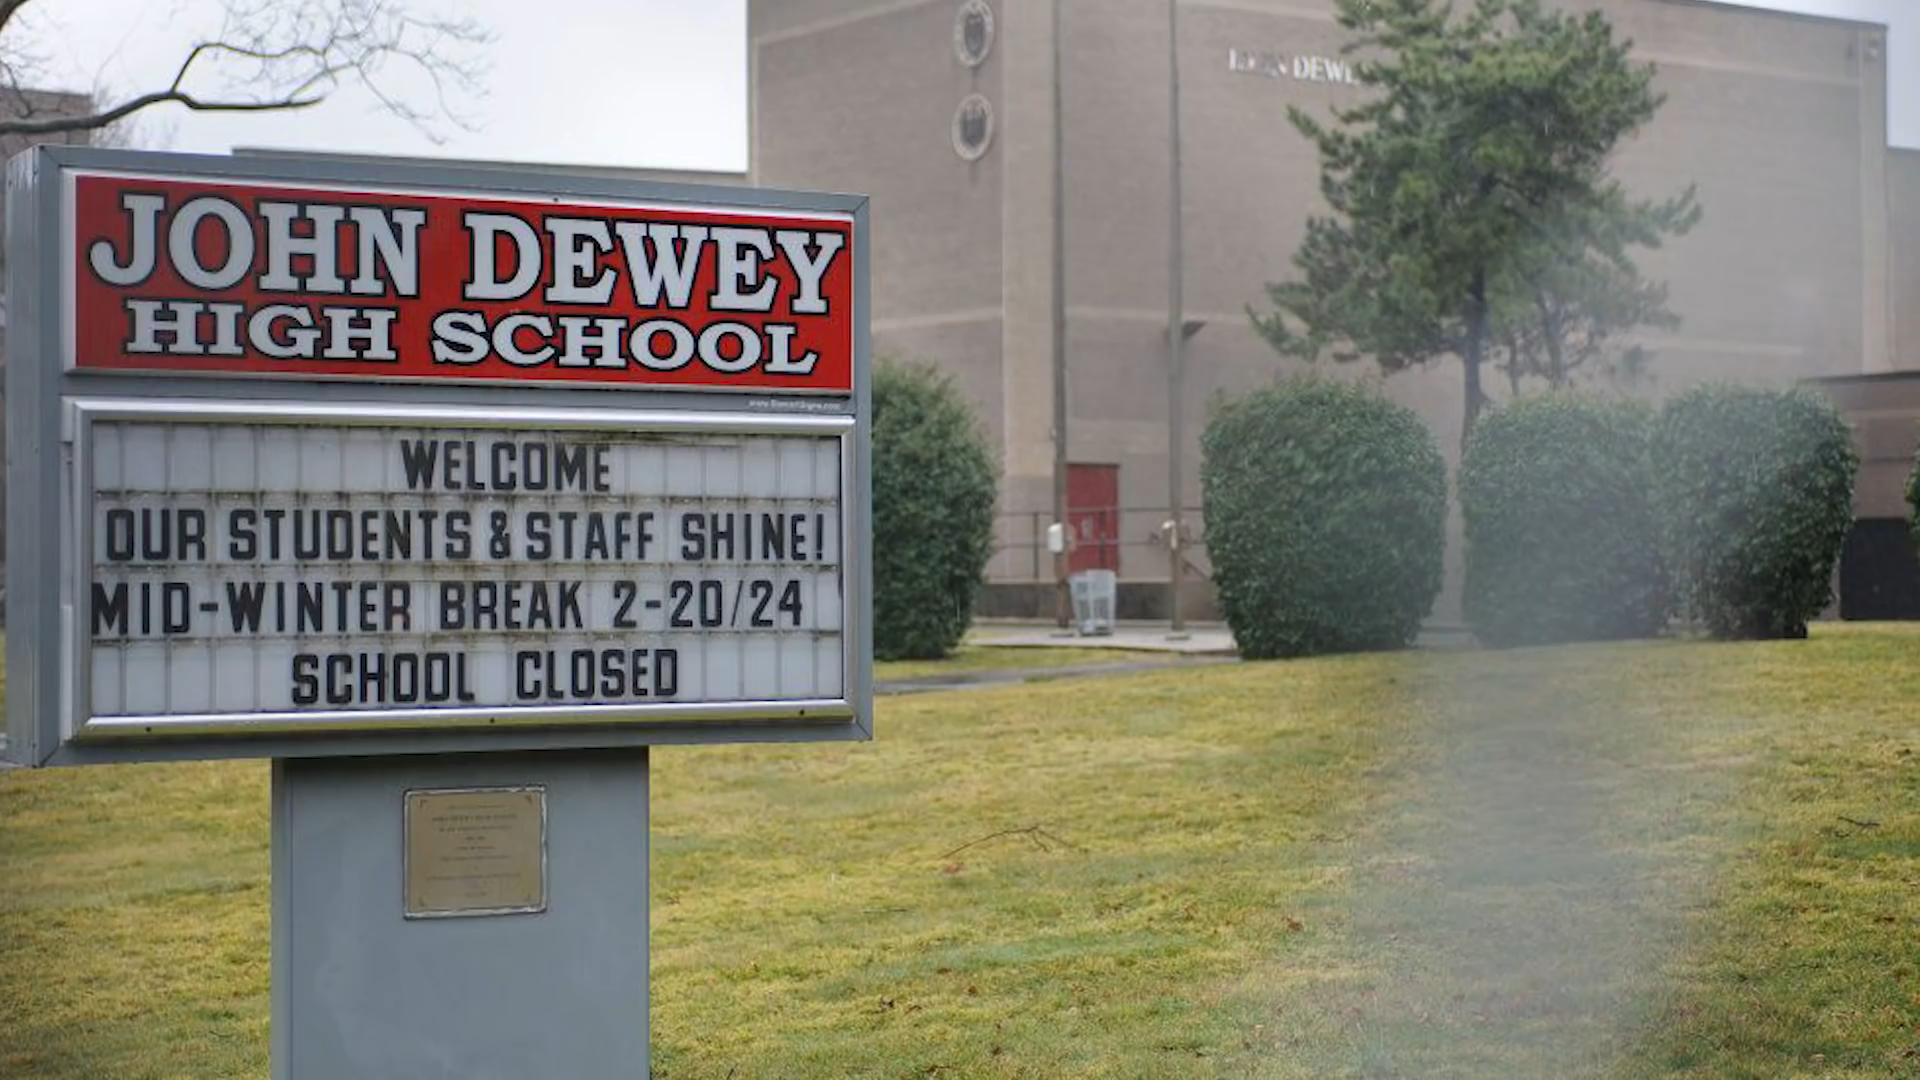 JOHN DEWEY
HIGH SCHOOL
WELCOME
OUR STUDENTS & STAFF SHINE!
MID-WINTER BREAK 2-20/24
SCHOOL CLOSED